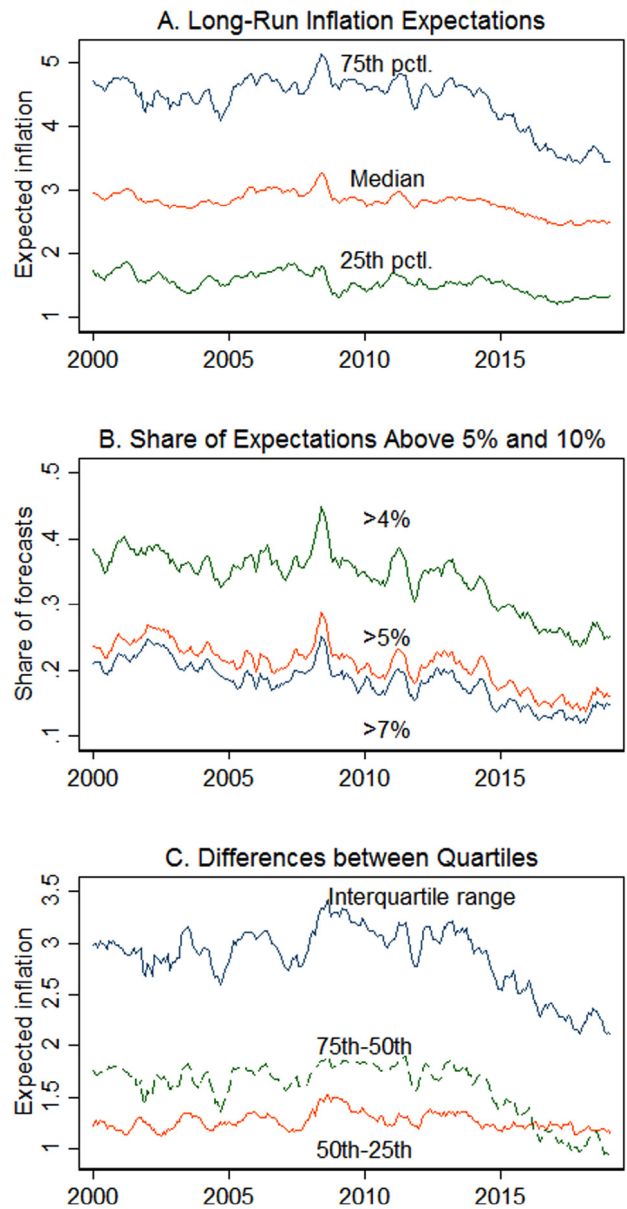 A. Long-Run Inflation Expectations
Expected inflation
5
4
3
2
1
75th pctl.
Median
25th pctl.
2000 2005 2010 2015
B. Share of Expectations Above 5% and 10%
Share of forecasts
.5
.4
.3
.2
.1
>4%
>5%
>7%
2000 2005 2010 2015
C. Differences between Quartiles
Expected inflation
3.5
3
2.5
2
1.5
1
Interquartile range
75th-50th
50th-25th
2000 2005 2010 2015